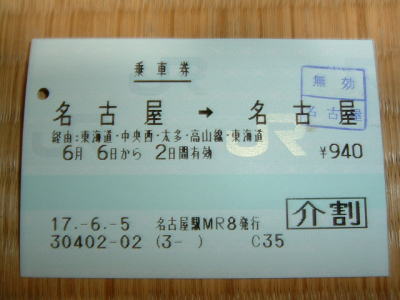 乗車券
無効
名古屋
名古屋 → 名古屋
経由:東海道・中央西・太多・高山線・東海道
6月 6日から 2日間有効 ¥940
JR
介割
17.-6.-5 名古屋駅MR8発行
30402-02 (3- ) C35